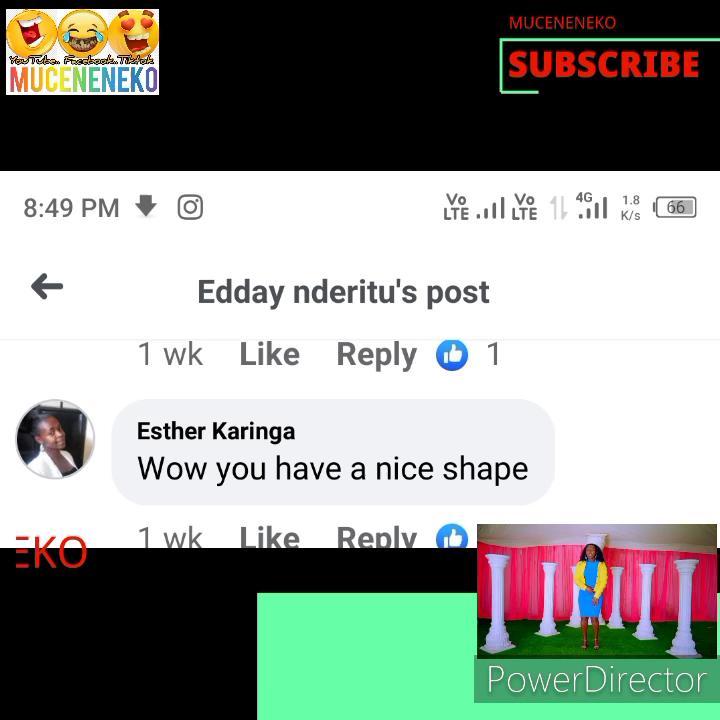 YouTube. Facebook. Tiktok
MUCENENEKO
MUCENENEKO
SUBSCRIBE
8:49 PM
Vo LTE Vo LTE 4G 1.8 K/s 66
Edday nderitu's post
1 wk Like Reply 1
Esther Karinga
Wow you have a nice shape
1 wk Like Reply
EKO
PowerDirector